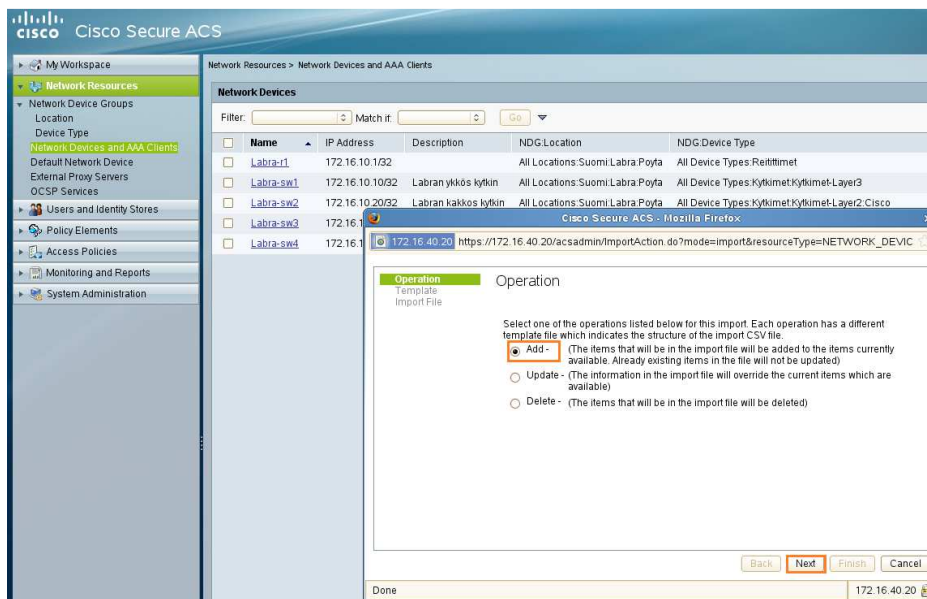 cisco Cisco Secure ACS
My Workspace
Network Resources
Network Device Groups
Location
Device Type
Network Devices and AAA Clients
Default Network Device
External Proxy Servers
OCSP Services
Users and Identity Stores
Policy Elements
Access Policies
Monitoring and Reports
System Administration
Network Resources > Network Devices and AAA Clients
Network Devices
Filter: Match if: Go
Name IP Address Description NDG:Location NDG:Device Type
Labra-r1 172.16.10.1/32 All Locations:Suomi:Labra:Poyta All Device Types:Reitittimet
Labra-sw1 172.16.10.10/32 Labran ykkös kytkin All Locations:Suomi:Labra:Poyta All Device Types:Kytkimet:Kytkimet-Layer3
Labra-sw2 172.16.10.20/32 Labran kakkos kytkin All Locations:Suomi:Labra:Poyta All Device Types:Kytkimet:Kytkimet-Layer2:Cisco
Labra-sw3 172.16.1
Labra-sw4 172.16.1
Cisco Secure ACS - Mozilla Firefox
172.16.40.20 https://172.16.40.20/acsadmin/ImportAction.do?mode=import&resourceType=NETWORK_DEVIC
Operation
Template
Import File
Operation
Select one of the operations listed below for this import. Each operation has a different
template file which indicates the structure of the import CSV file.
Add - (The items that will be in the import file will be added to the items currently
available. Already existing items in the file will not be updated)
Update - (The information in the import file will override the current items which are
available)
Delete - (The items that will be in the import file will be deleted)
Back Next Finish Cancel
Done 172.16.40.20